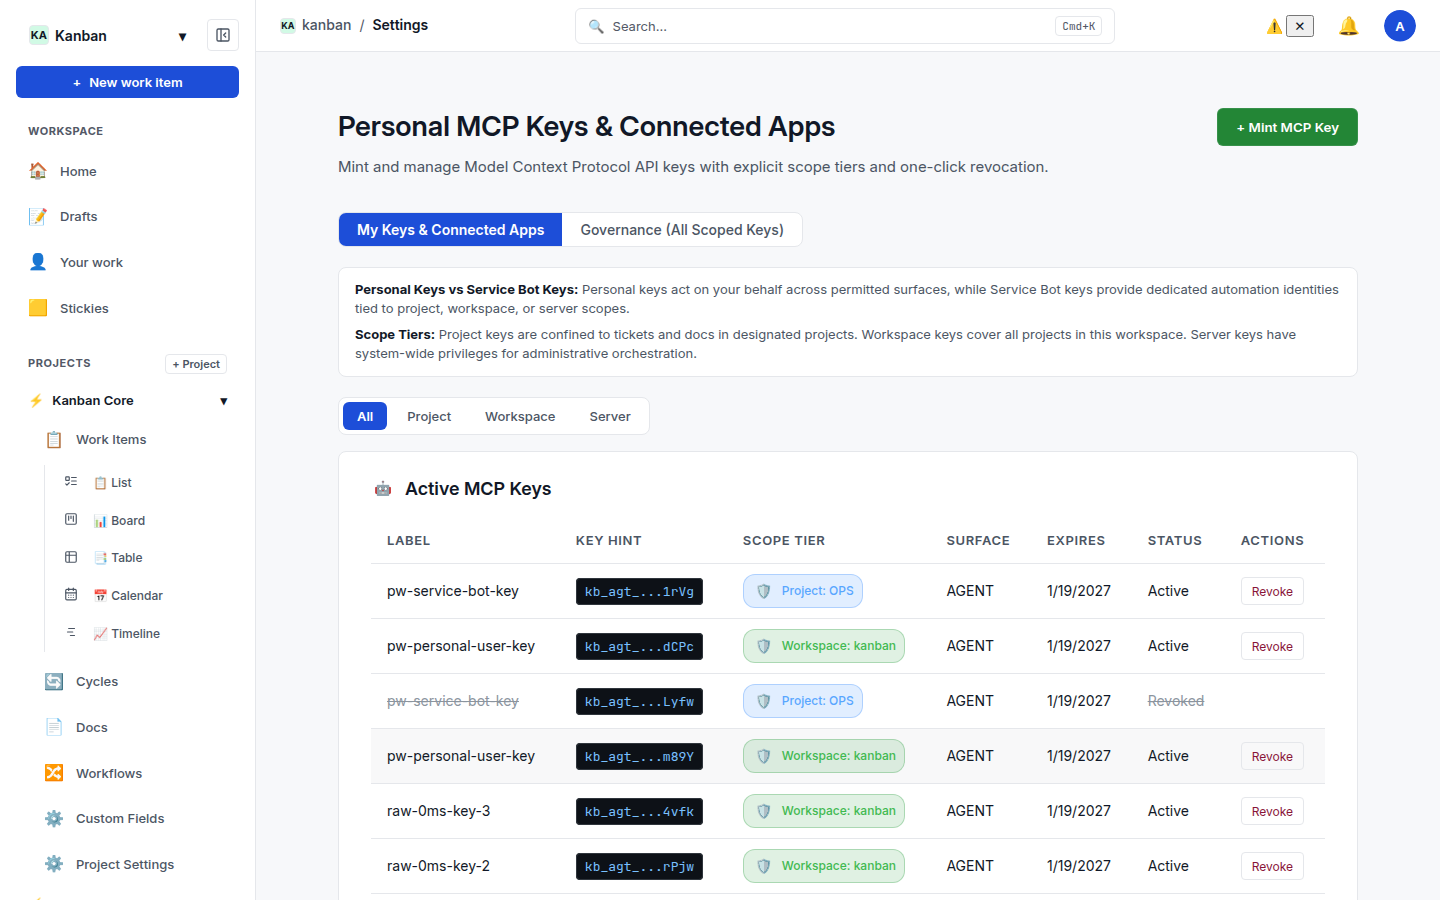 KA Kanban ▾
+ New work item
WORKSPACE
Home
Drafts
Your work
Stickies
PROJECTS
+ Project
Kanban Core ▾
Work Items
List
Board
Table
Calendar
Timeline
Cycles
Docs
Workflows
Custom Fields
Project Settings
KA kanban / Settings
Search...
Cmd+K
✕
A
Personal MCP Keys & Connected Apps
+ Mint MCP Key
Mint and manage Model Context Protocol API keys with explicit scope tiers and one-click revocation.
My Keys & Connected Apps
Governance (All Scoped Keys)
Personal Keys vs Service Bot Keys: Personal keys act on your behalf across permitted surfaces, while Service Bot keys provide dedicated automation identities
tied to project, workspace, or server scopes.
Scope Tiers: Project keys are confined to tickets and docs in designated projects. Workspace keys cover all projects in this workspace. Server keys have
system-wide privileges for administrative orchestration.
All Project Workspace Server
Active MCP Keys
LABEL KEY HINT SCOPE TIER SURFACE EXPIRES STATUS ACTIONS
pw-service-bot-key kb_agt_...1rVg Project: OPS AGENT 1/19/2027 Active Revoke
pw-personal-user-key kb_agt_...dCPc Workspace: kanban AGENT 1/19/2027 Active Revoke
pw-service-bot-key kb_agt_...Lyfw Project: OPS AGENT 1/19/2027 Revoked
pw-personal-user-key kb_agt_...m89Y Workspace: kanban AGENT 1/19/2027 Active Revoke
raw-0ms-key-3 kb_agt_...4vfk Workspace: kanban AGENT 1/19/2027 Active Revoke
raw-0ms-key-2 kb_agt_...rPjw Workspace: kanban AGENT 1/19/2027 Active Revoke